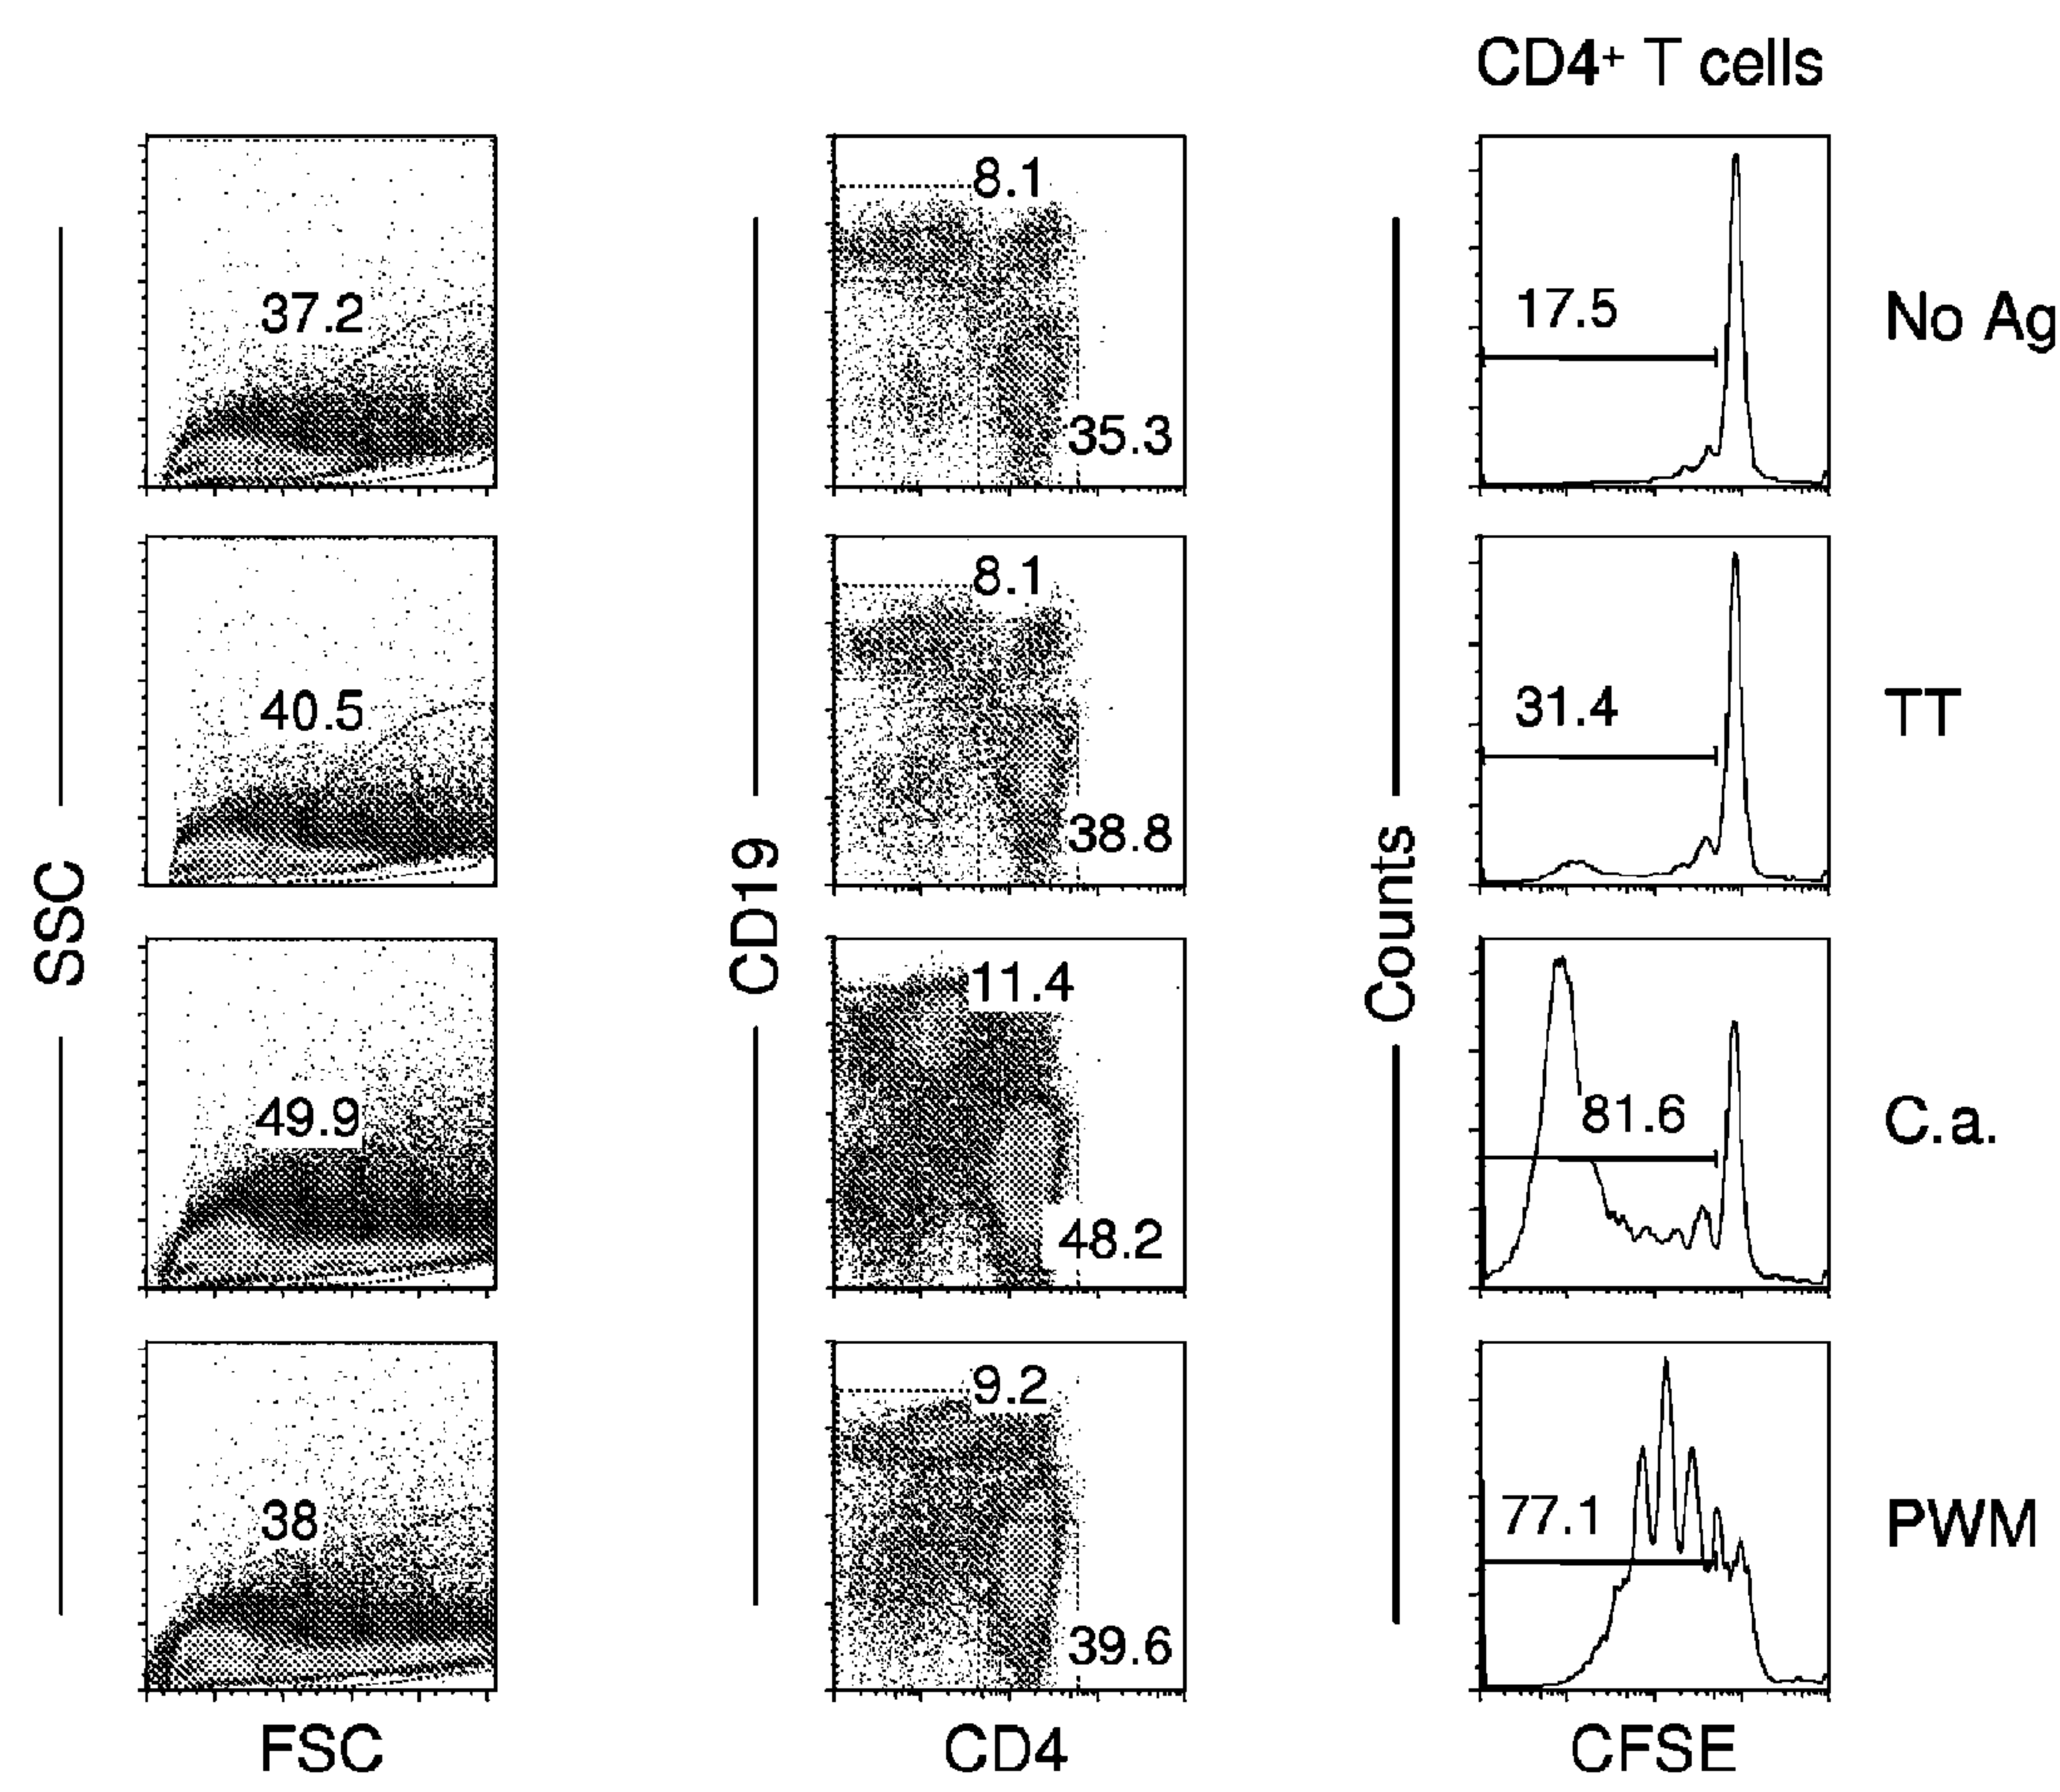 CD4+ T cells
37.2
8.1
35.3
17.5
No Ag
40.5
8.1
38.8
31.4
TT
49.9
11.4
48.2
81.6
C.a.
38
9.2
39.6
77.1
PWM
SSC
CD19
Counts
FSC
CD4
CFSE